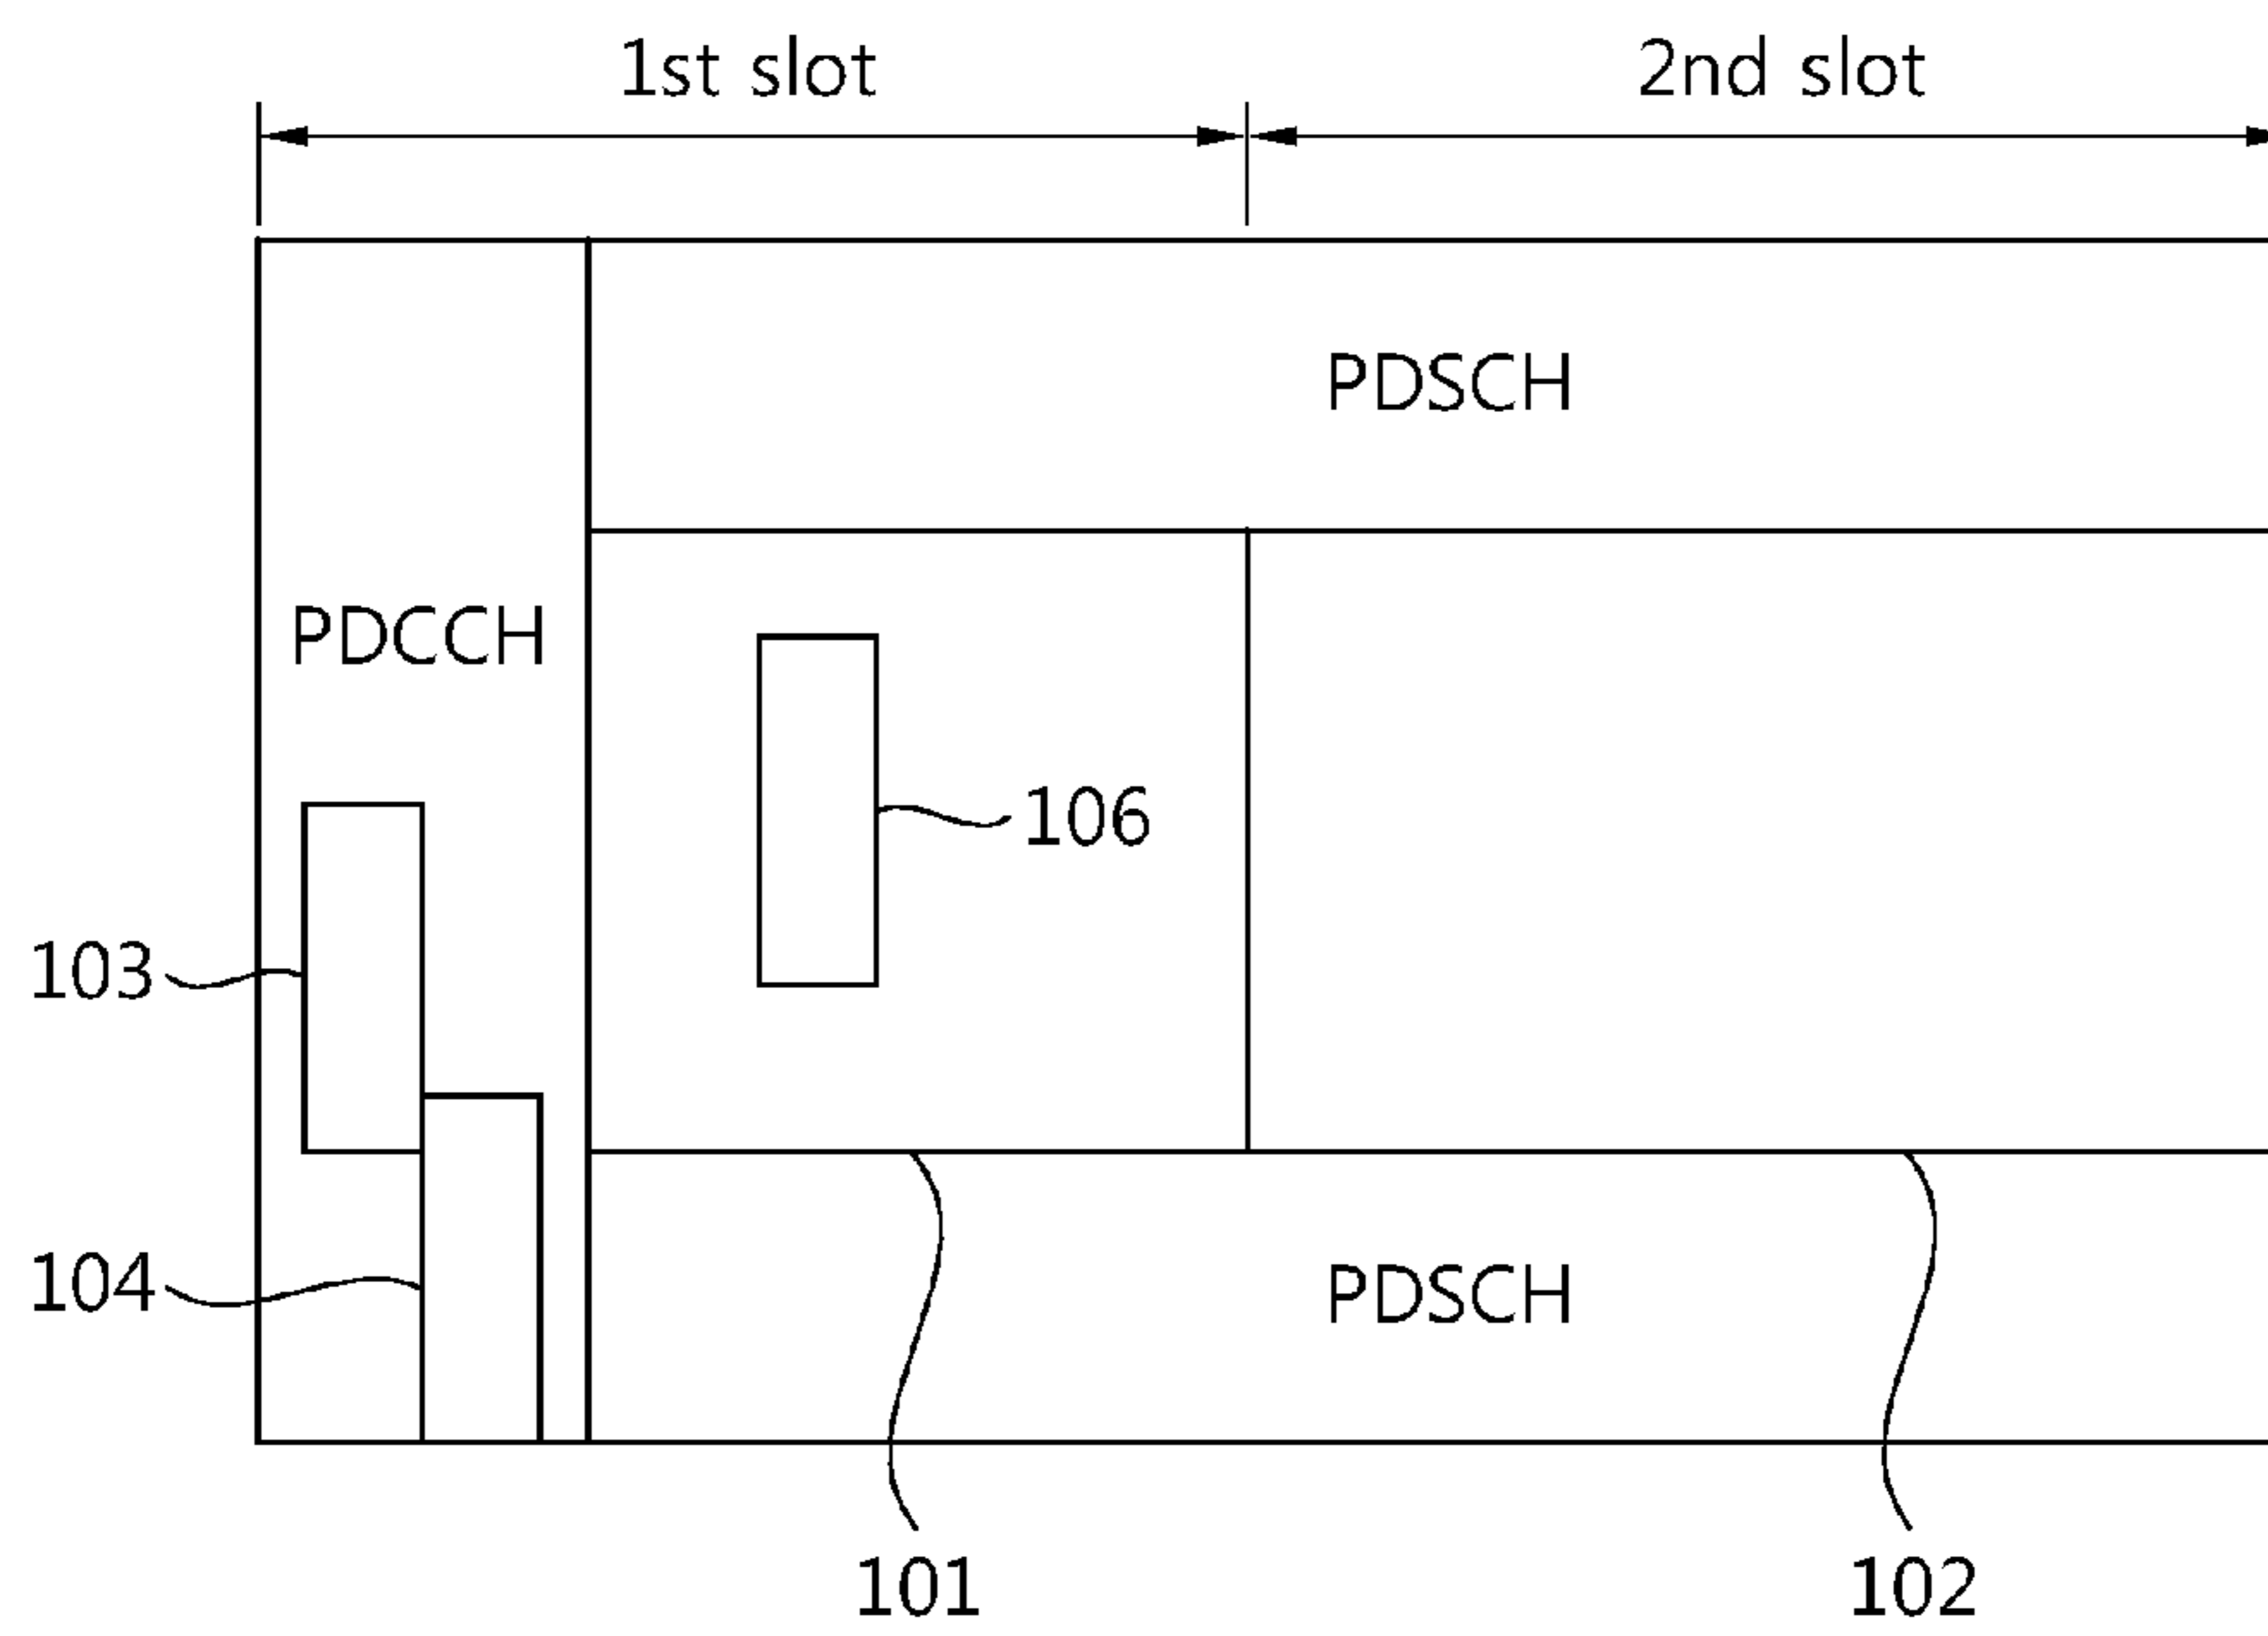 1st slot
2nd slot
PDSCH
PDCCH
106
103
104
PDSCH
101
102